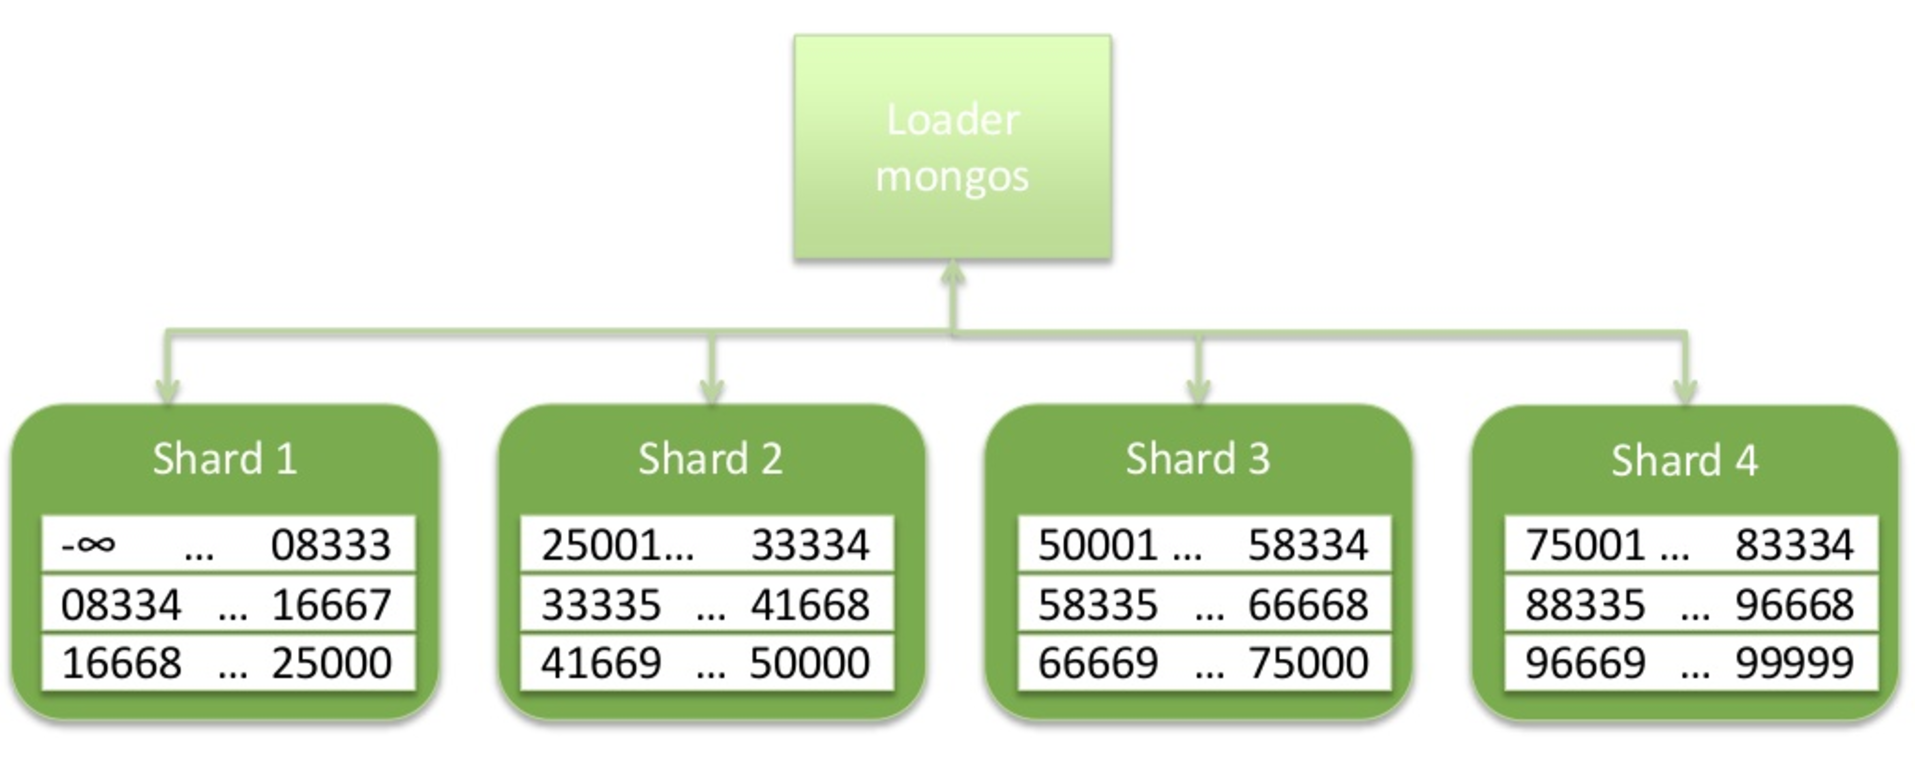 Loader
mongos
Shard 1
-∞ ... 08333
08334 ... 16667
16668 ... 25000
Shard 2
25001... 33334
33335 ... 41668
41669 ... 50000
Shard 3
50001 ... 58334
58335 ... 66668
66669 ... 75000
Shard 4
75001 ... 83334
88335 ... 96668
96669 ... 99999